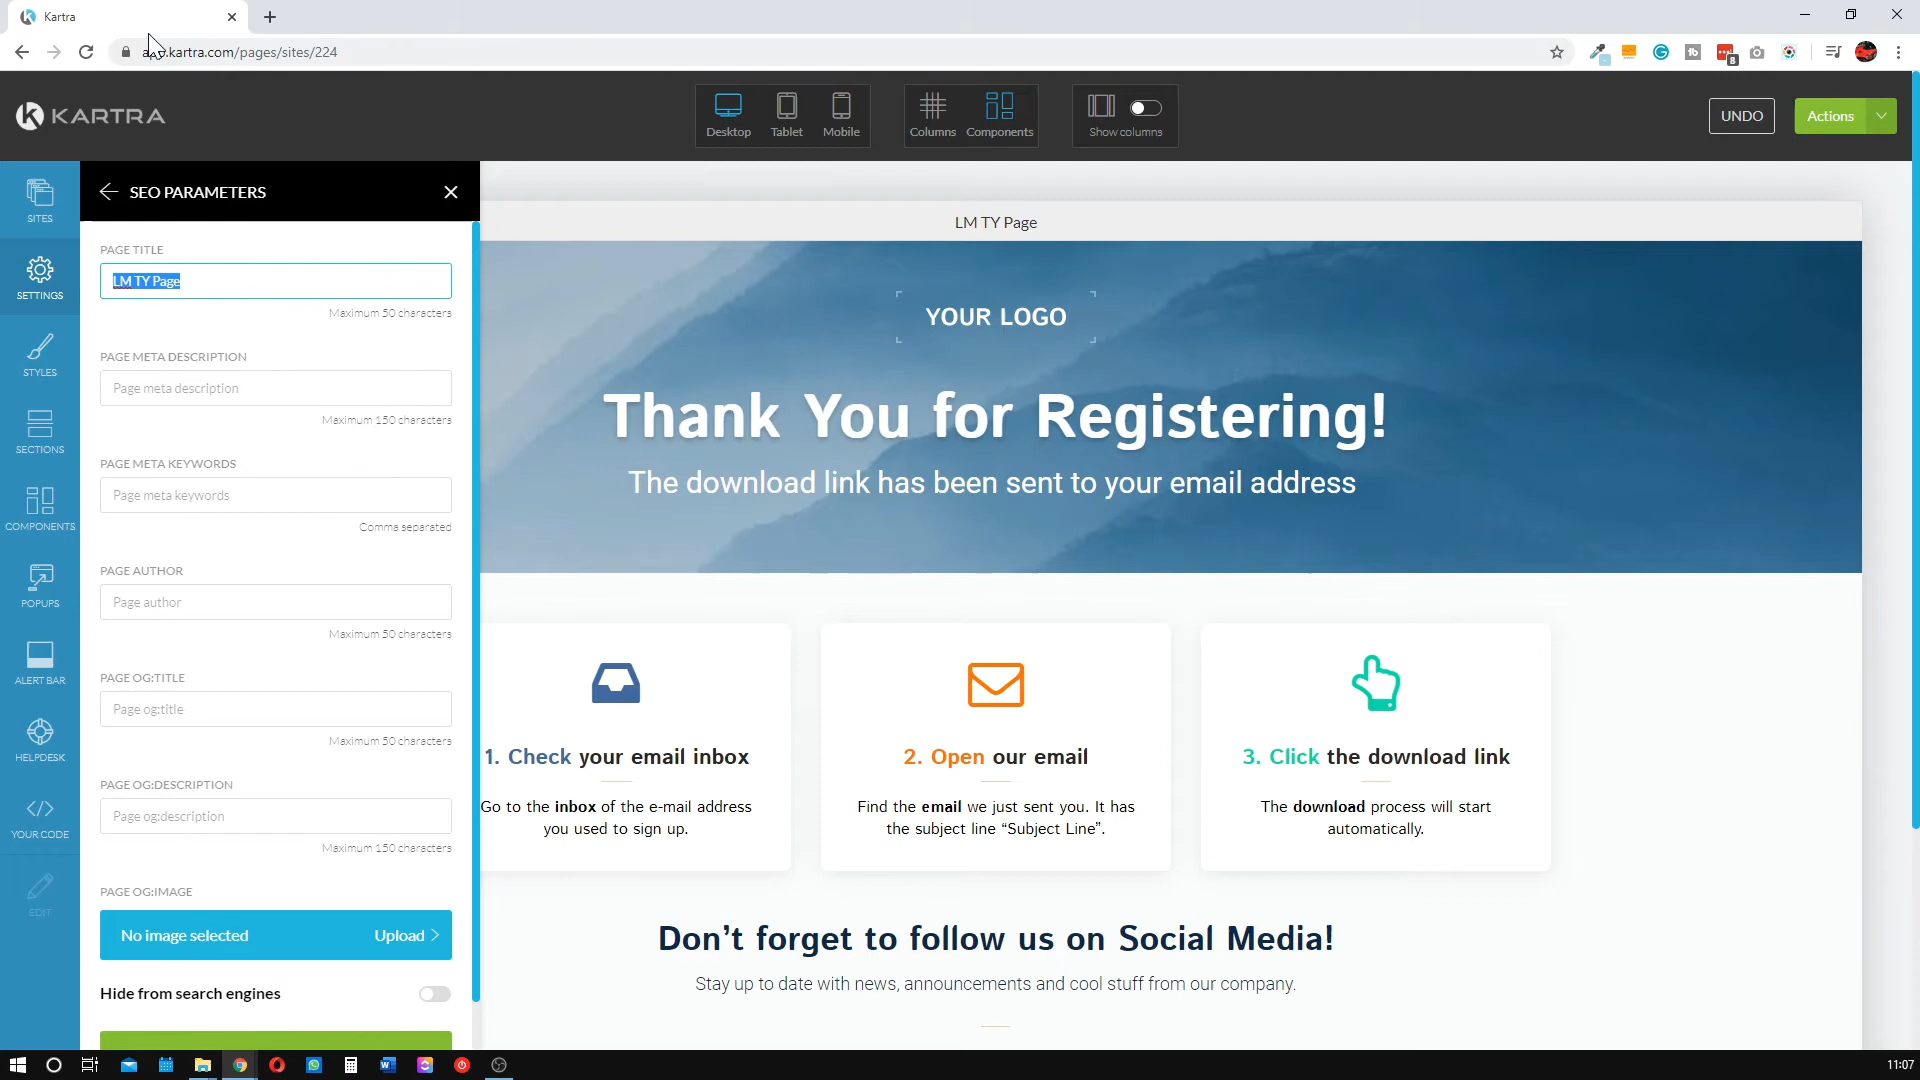 Kartra
kartra.com/pages/sites/224
8
KARTRA
Desktop
Tablet
Mobile
Columns
Components
Show columns
UNDO
Actions
SITES
SETTINGS
STYLES
SECTIONS
COMPONENTS
POPUPS
ALERT BAR
HELPDESK
YOUR CODE
EDIT
SEO PARAMETERS
PAGE TITLE
LM TY Page
Maximum 50 characters
PAGE META DESCRIPTION
Page meta description
Maximum 150 characters
PAGE META KEYWORDS
Page meta keywords
Comma separated
PAGE AUTHOR
Page author
Maximum 50 characters
PAGE OG:TITLE
Page og:title
Maximum 50 characters
PAGE OG:DESCRIPTION
Page og:description
Maximum 150 characters
PAGE OG:IMAGE
No image selected
Upload
Hide from search engines
LM TY Page
YOUR LOGO
Thank You for Registering!
The download link has been sent to your email address
1. Check your email inbox
Go to the inbox of the e-mail address
you used to sign up.
2. Open our email
Find the email we just sent you. It has
the subject line “Subject Line”.
3. Click the download link
The download process will start
automatically.
Don’t forget to follow us on Social Media!
Stay up to date with news, announcements and cool stuff from our company.
11:07